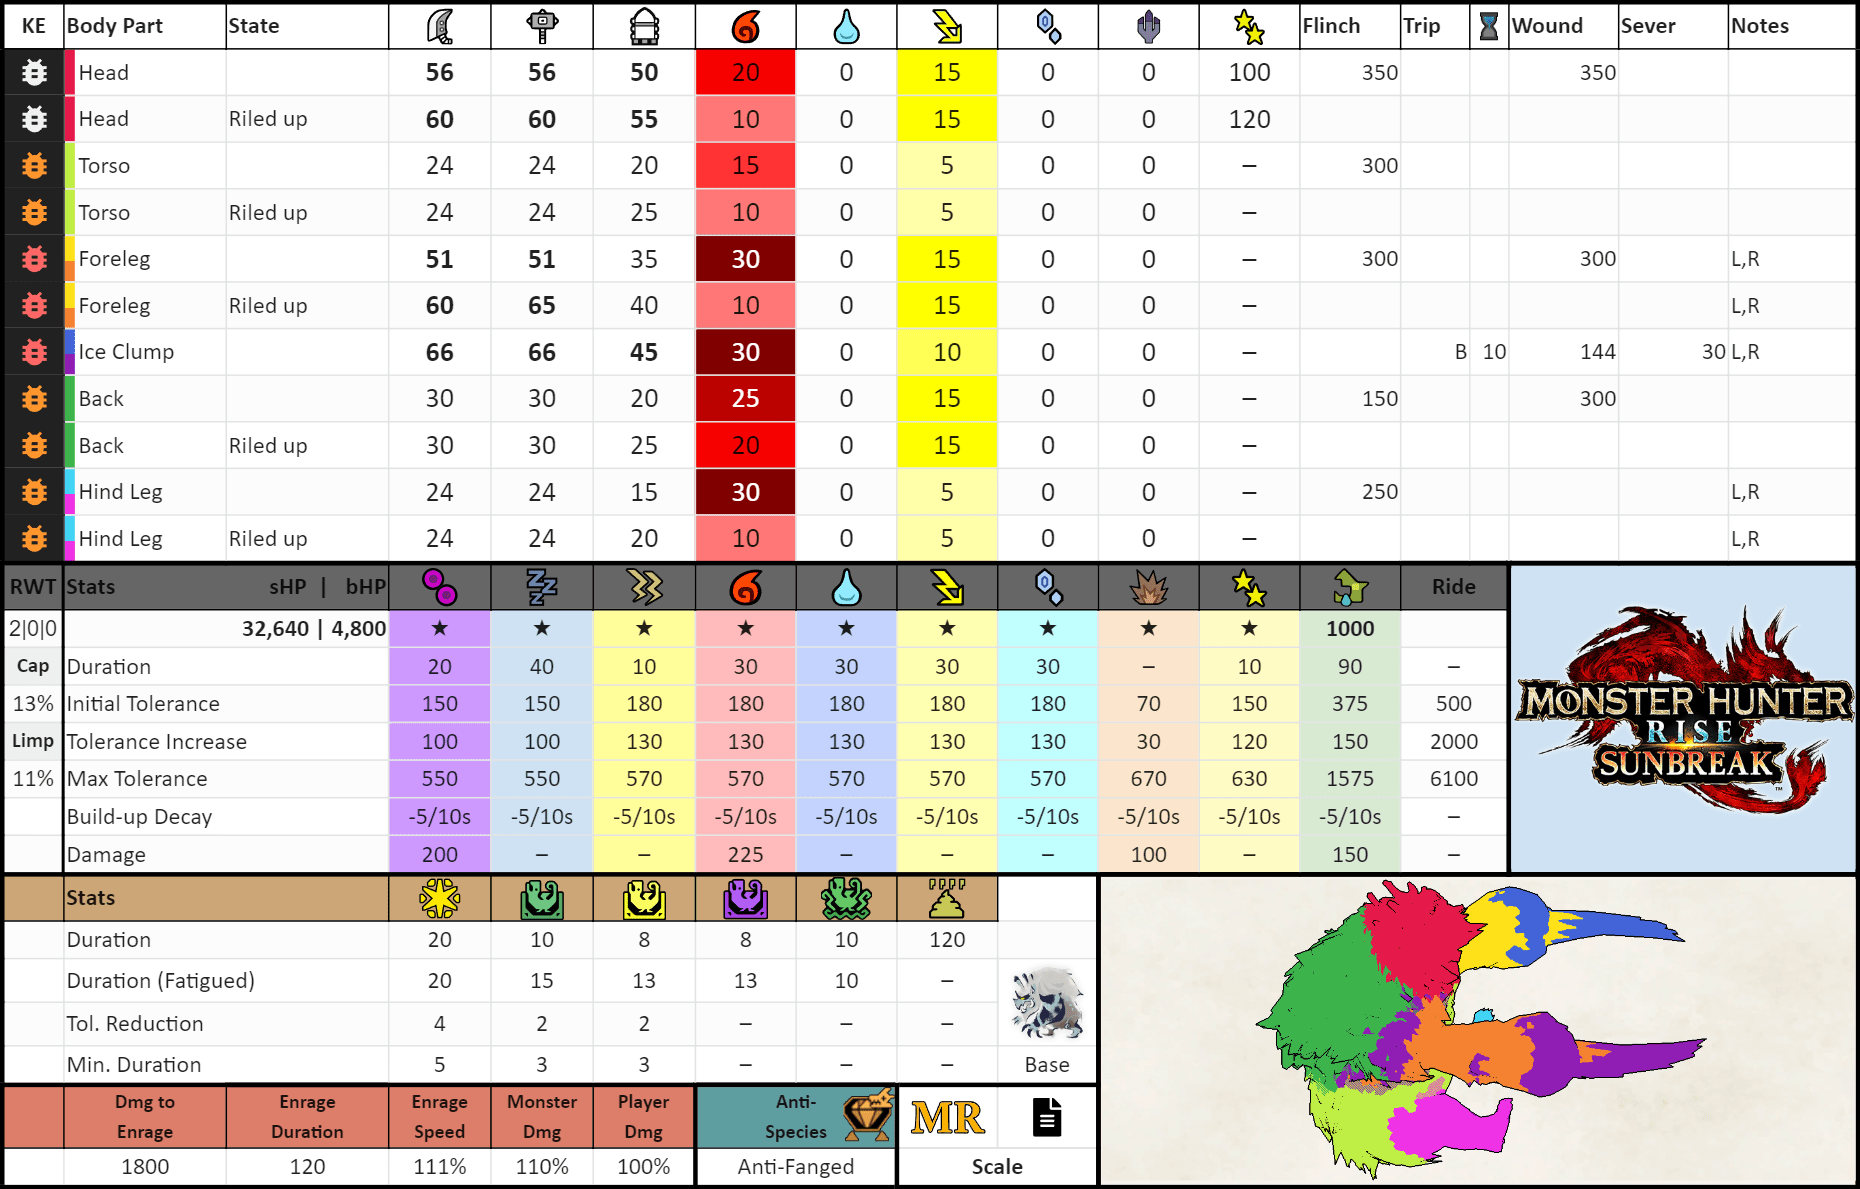 KE Body Part State Flinch Trip Wound Sever Notes
Head 56 56 50 20 0 15 0 0 100 350 350
Head Riled up 60 60 55 10 0 15 0 0 120
Torso 24 24 20 15 0 5 0 0 – 300
Torso Riled up 24 24 25 10 0 5 0 0 –
Foreleg 51 51 35 30 0 15 0 0 – 300 300 L,R
Foreleg Riled up 60 65 40 10 0 15 0 0 – L,R
Ice Clump 66 66 45 30 0 10 0 0 – B 10 144 30 L,R
Back 30 30 20 25 0 15 0 0 – 150 300
Back Riled up 30 30 25 20 0 15 0 0 –
Hind Leg 24 24 15 30 0 5 0 0 – 250 L,R
Hind Leg Riled up 24 24 20 10 0 5 0 0 – L,R
RWT Stats sHP | bHP Ride
2|0|0 32,640 | 4,800 ★ ★ ★ ★ ★ ★ ★ ★ ★ 1000
Cap Duration 20 40 10 30 30 30 30 – 10 90 –
13% Initial Tolerance 150 150 180 180 180 180 180 70 150 375 500
Limp Tolerance Increase 100 100 130 130 130 130 130 30 120 150 2000
11% Max Tolerance 550 550 570 570 570 570 570 670 630 1575 6100
Build-up Decay -5/10s -5/10s -5/10s -5/10s -5/10s -5/10s -5/10s -5/10s -5/10s -5/10s –
Damage 200 – – 225 – – – 100 – 150 –
MONSTER HUNTER
RISE
SUNBREAK
™
Stats
Duration 20 10 8 8 10 120
Duration (Fatigued) 20 15 13 13 10 –
Tol. Reduction 4 2 2 – – –
Min. Duration 5 3 3 – – – Base
Dmg to Enrage Enrage Monster Player Anti-
Enrage Duration Speed Dmg Dmg Species
MR
1800 120 111% 110% 100% Anti-Fanged Scale